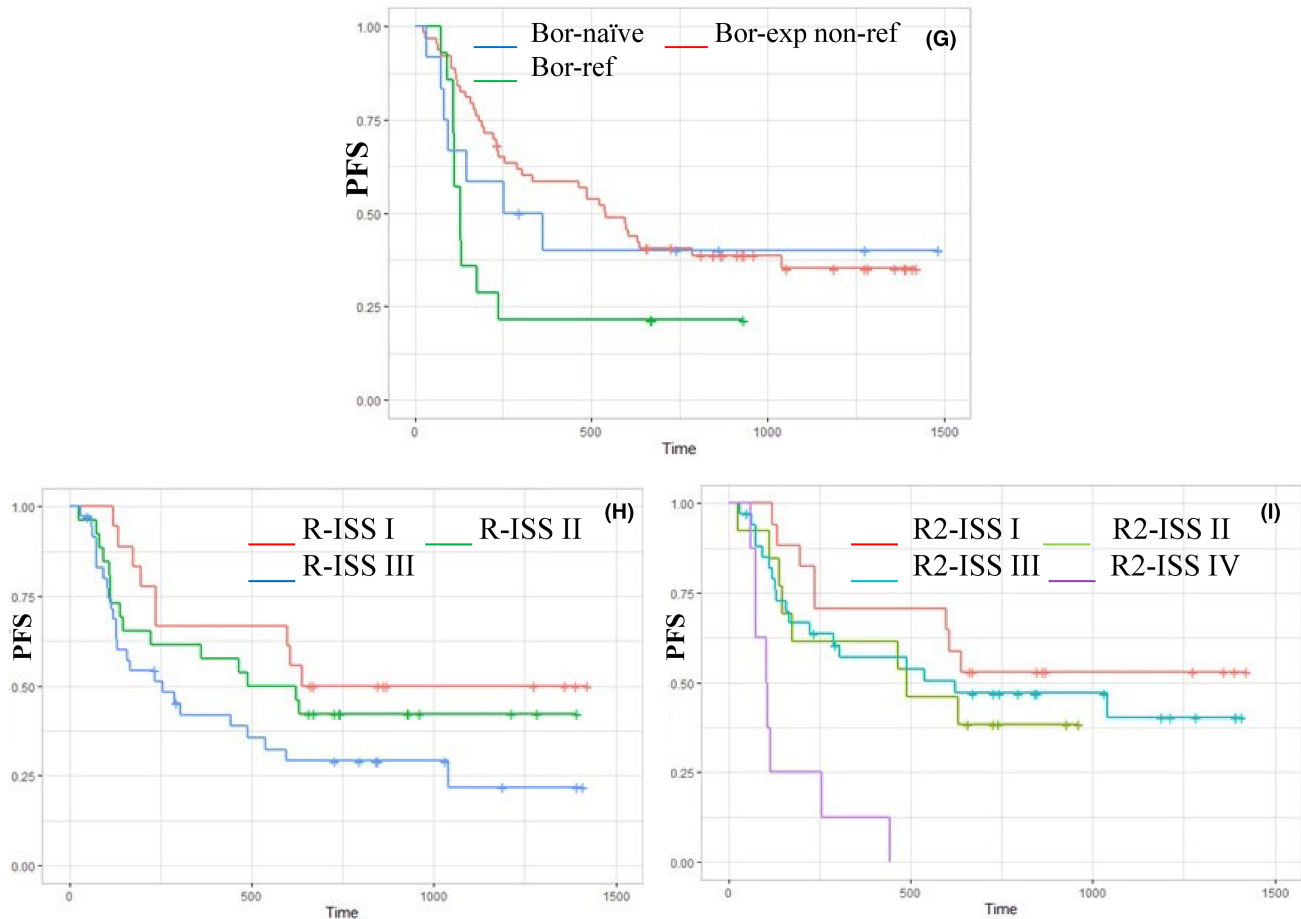 Bor-naïve Bor-exp non-ref (G)
Bor-ref
1.00
0.75
0.50
0.25
0.00
PFS
0 500 1000 1500
Time
R-ISS I R-ISS II (H)
R-ISS III
1.00
0.75
0.50
0.25
0.00
PFS
0 500 1000 1500
Time
R2-ISS I R2-ISS II (I)
R2-ISS III R2-ISS IV
1.00
0.75
0.50
0.25
0.00
PFS
0 500 1000 1500
Time